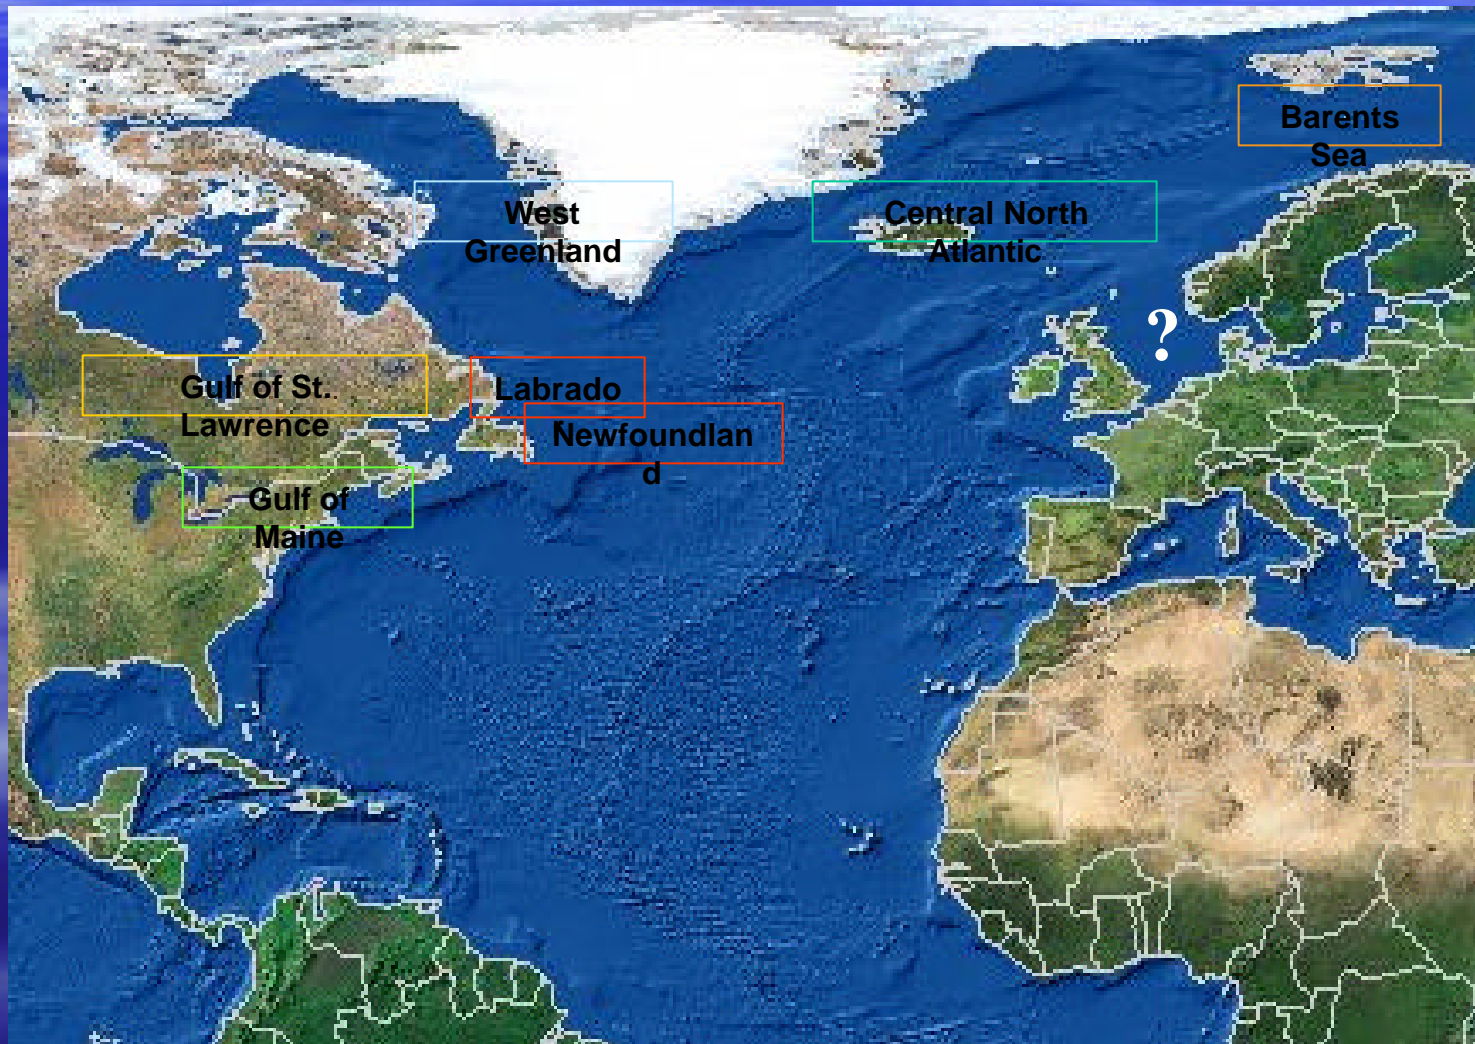 Barents
Sea
West
Greenland
Central North
Atlantic
?
Gulf of St.
Lawrence
Labrado
Newfoundlan
d
Gulf of
Maine